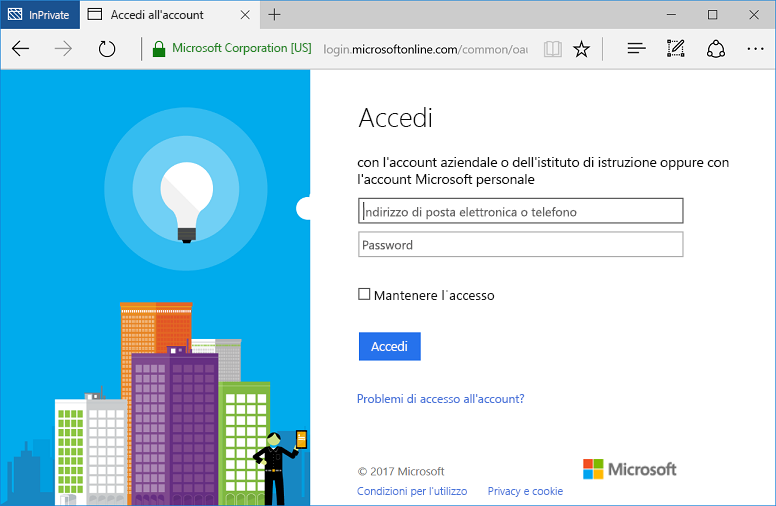 InPrivate
Accedi all'account
Microsoft Corporation [US]
login.microsoftonline.com/common/oau
Accedi
con l'account aziendale o dell'istituto di istruzione oppure con
l'account Microsoft personale
Indirizzo di posta elettronica o telefono
Password
Mantenere l'accesso
Accedi
Problemi di accesso all'account?
© 2017 Microsoft
Microsoft
Condizioni per l'utilizzo
Privacy e cookie